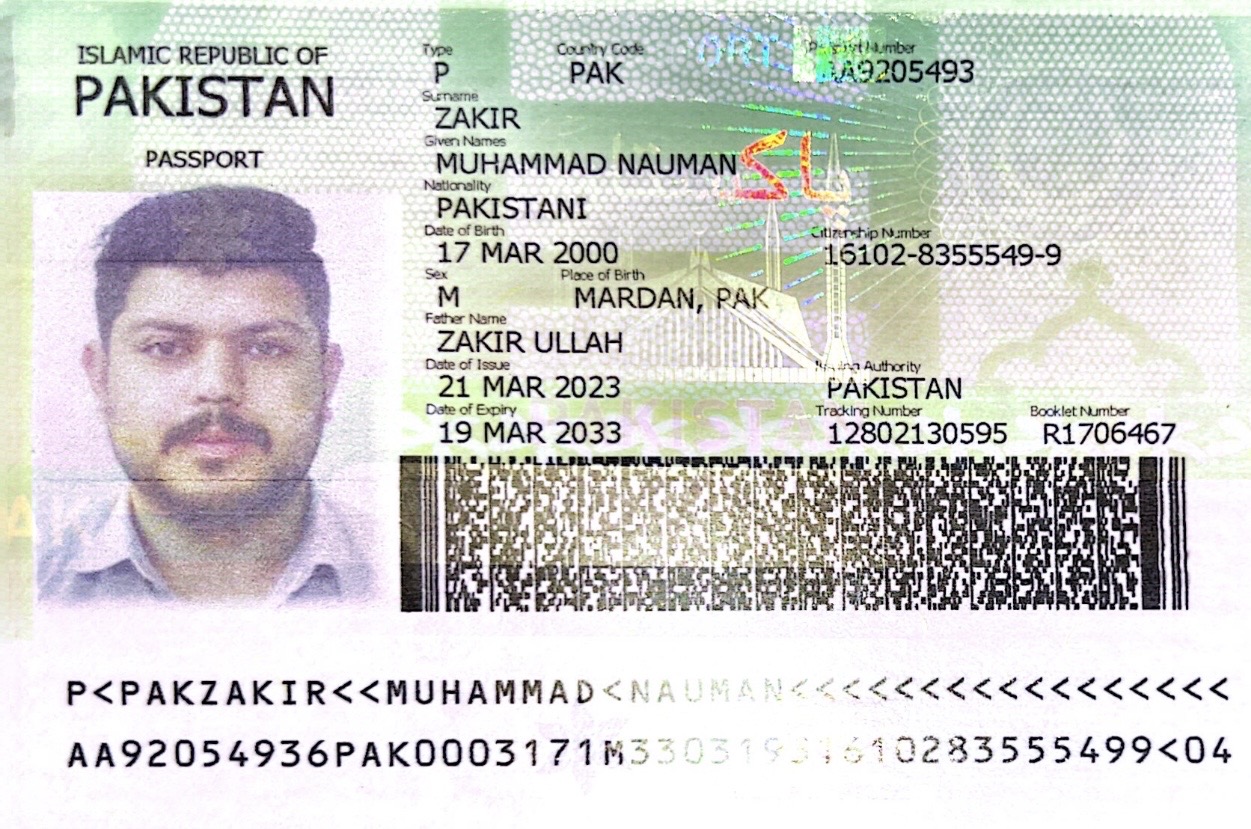 ISLAMIC REPUBLIC OF
PAKISTAN
PASSPORT
Type Country Code Passport Number
P PAK AA9205493
Surname
ZAKIR
Given Names
MUHAMMAD NAUMAN
پاک
Nationality
PAKISTANI
Date of Birth Citizenship Number
17 MAR 2000 16102-8355549-9
Sex Place of Birth
M MARDAN, PAK
Father Name
ZAKIR ULLAH
Date of Issue Issuing Authority
21 MAR 2023 PAKISTAN
Date of Expiry Tracking Number Booklet Number
19 MAR 2033 12802130595 R1706467
P<PAKZAKIR<<MUHAMMAD<NAUMAN<<<<<<<<<<<<<<<<<
AA92054936PAK0003171M3303193161028355499<04